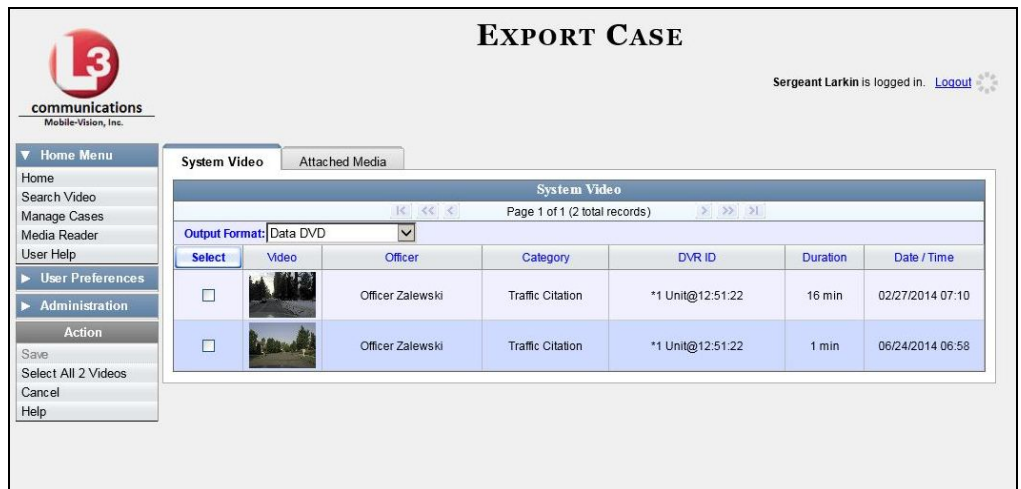 EXPORT CASE
L3
communications
Mobile-Vision, Inc.
Sergeant Larkin is logged in. Logout
▼ Home Menu
Home
Search Video
Manage Cases
Media Reader
User Help
▶ User Preferences
▶ Administration
Action
Save
Select All 2 Videos
Cancel
Help
System Video Attached Media
System Video
|< << < Page 1 of 1 (2 total records) > >> >|
Output Format: Data DVD
Select Video Officer Category DVR ID Duration Date / Time
Officer Zalewski Traffic Citation *1 Unit@12:51:22 16 min 02/27/2014 07:10
Officer Zalewski Traffic Citation *1 Unit@12:51:22 1 min 06/24/2014 06:58